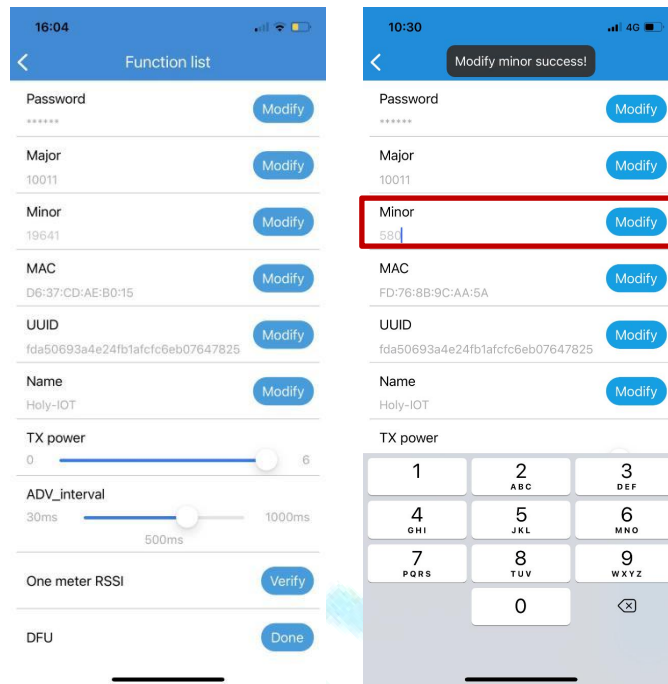 16:04
Function list
Password
******
Modify
Major
10011
Modify
Minor
19641
Modify
MAC
D6:37:CD:AE:B0:15
Modify
UUID
fda50693a4e24fb1afcfc6eb07647825
Modify
Name
Holy-IOT
Modify
TX power
0 6
ADV_interval
30ms 1000ms
500ms
One meter RSSI
Verify
DFU
Done
10:30
4G
Modify minor success!
Password
******
Modify
Major
10011
Modify
Minor
580
Modify
MAC
FD:76:8B:9C:AA:5A
Modify
UUID
fda50693a4e24fb1afcfc6eb07647825
Modify
Name
Holy-IOT
Modify
TX power
1 2 3
ABC DEF
4 5 6
GHI JKL MNO
7 8 9
PQRS TUV WXYZ
0